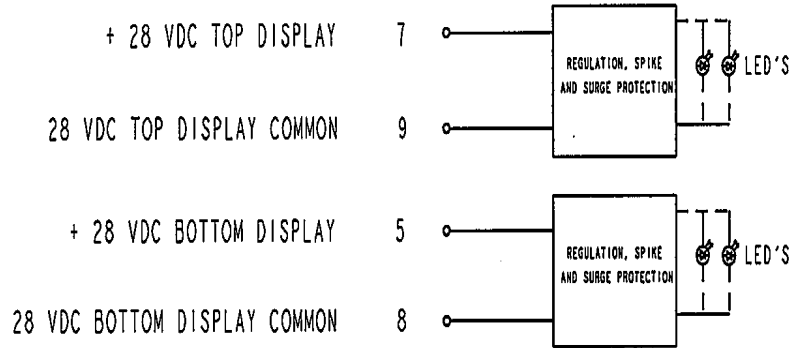 + 28 VDC TOP DISPLAY 7
REGULATION, SPIKE
AND SURGE PROTECTION
LED'S
28 VDC TOP DISPLAY COMMON 9
+ 28 VDC BOTTOM DISPLAY 5
REGULATION, SPIKE
AND SURGE PROTECTION
LED'S
28 VDC BOTTOM DISPLAY COMMON 8